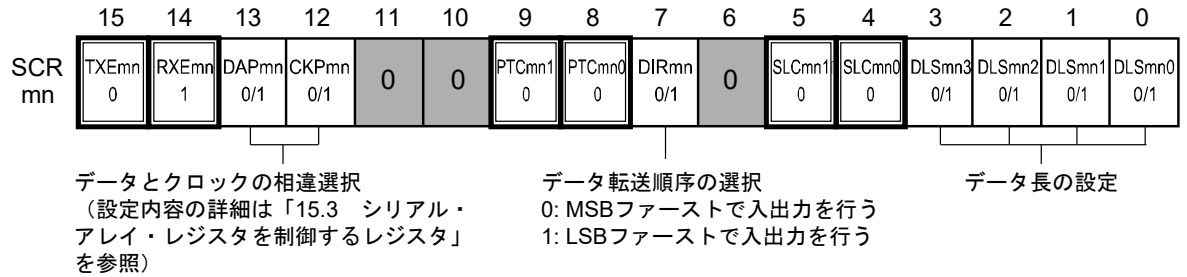 15 14 13 12 11 10 9 8 7 6 5 4 3 2 1 0
SCR
mn
TXEmn RXEmn DAPmn CKPmn 0 0 PTCmn1 PTCmn0 DIRmn 0 SLCmn1 SLCmn0 DLSmn3 DLSmn2 DLSmn1 DLSmn0
0 1 0/1 0/1 0 0 0/1 0 0 0/1 0/1 0/1 0/1
データとクロックの相違選択
（設定内容の詳細は「15.3　シリアル・
アレイ・レジスタを制御するレジスタ」
を参照）
データ転送順序の選択
0: MSBファーストで入出力を行う
1: LSBファーストで入出力を行う
データ長の設定